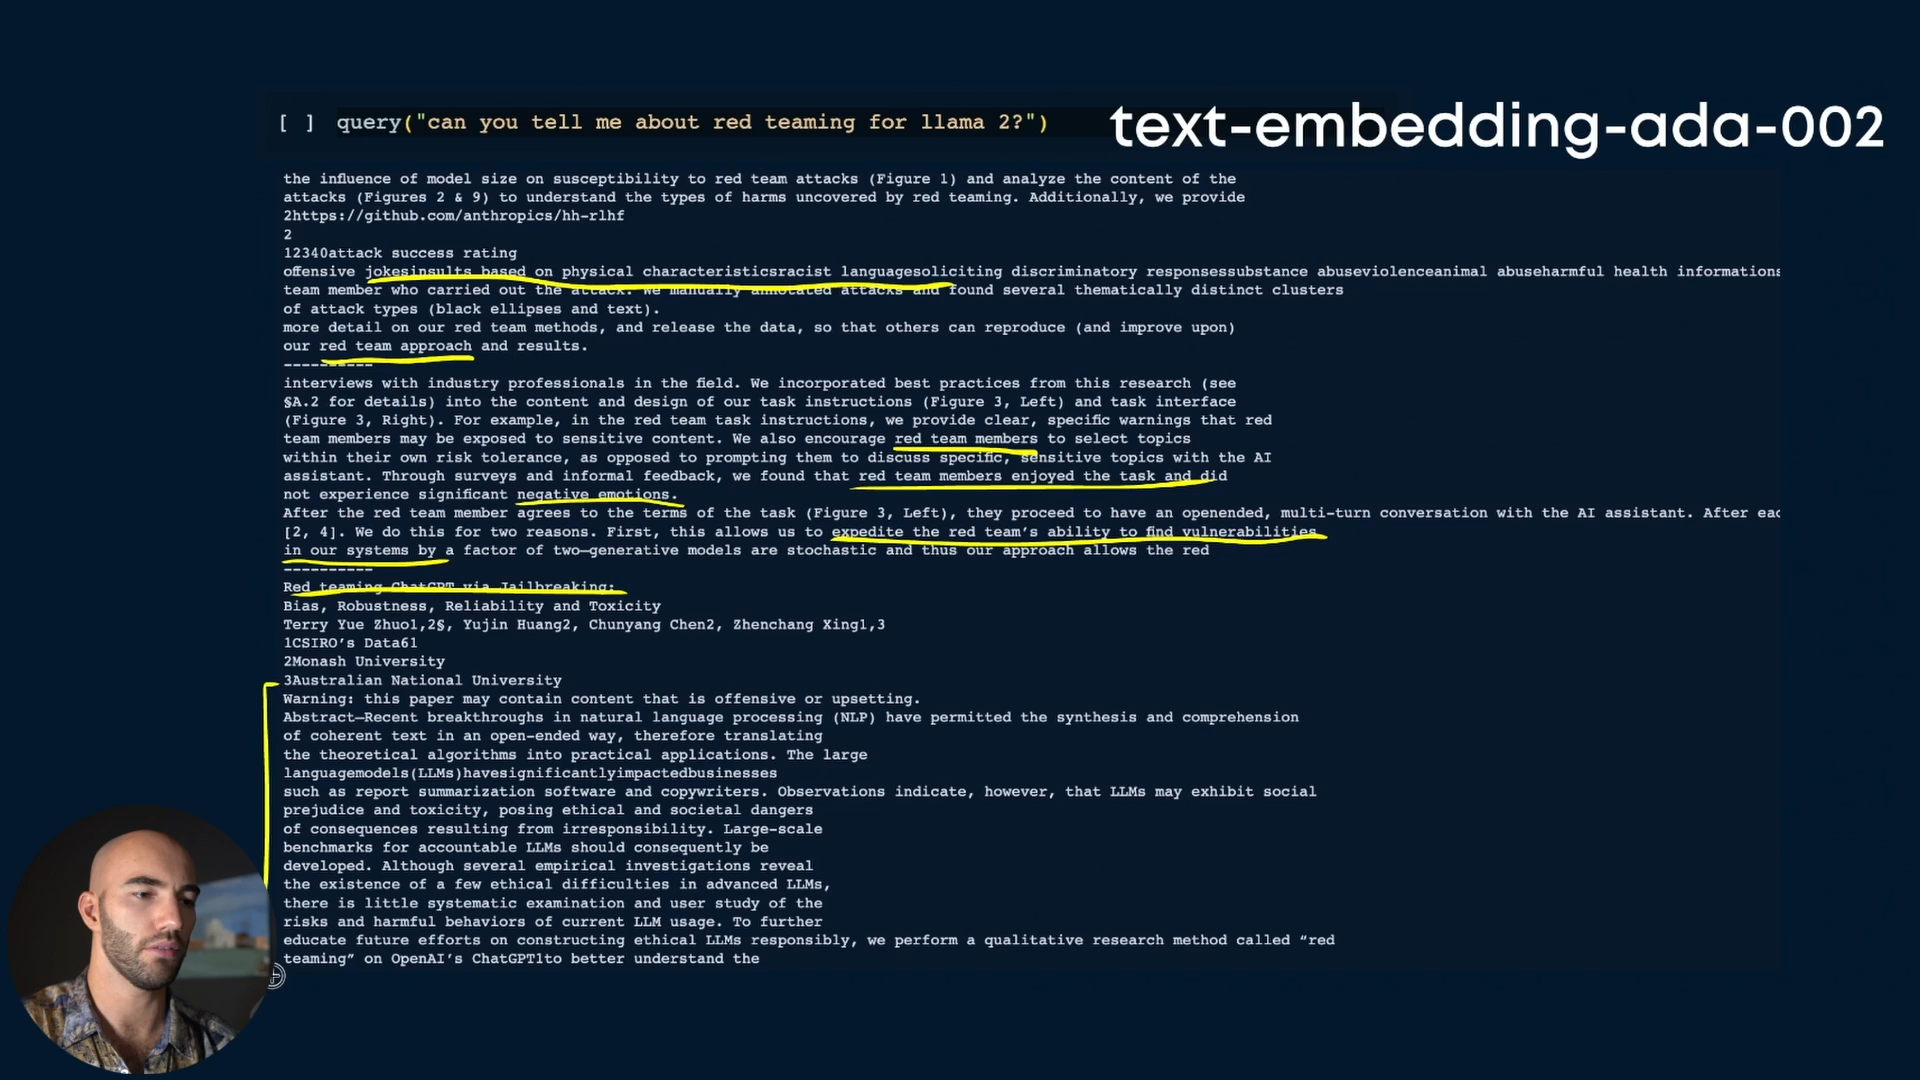 [ ] query("can you tell me about red teaming for llama 2?")
text-embedding-ada-002
the influence of model size on susceptibility to red team attacks (Figure 1) and analyze the content of the
attacks (Figures 2 & 9) to understand the types of harms uncovered by red teaming. Additionally, we provide
2https://github.com/anthropics/hh-rlhf
2
12340attack success rating
offensive jokesinsults based on physical characteristicsracist languagesoliciting discriminatory responsessubstance abuseviolenceanimal abuseharmful health informations
team member who carried out the attack. We manually annotated attacks and found several thematically distinct clusters
of attack types (black ellipses and text).
more detail on our red team methods, and release the data, so that others can reproduce (and improve upon)
our red team approach and results.
----------
interviews with industry professionals in the field. We incorporated best practices from this research (see
§A.2 for details) into the content and design of our task instructions (Figure 3, Left) and task interface
(Figure 3, Right). For example, in the red team task instructions, we provide clear, specific warnings that red
team members may be exposed to sensitive content. We also encourage red team members to select topics
within their own risk tolerance, as opposed to prompting them to discuss specific, sensitive topics with the AI
assistant. Through surveys and informal feedback, we found that red team members enjoyed the task and did
not experience significant negative emotions.
After the red team member agrees to the terms of the task (Figure 3, Left), they proceed to have an openended, multi-turn conversation with the AI assistant. After eac
[2, 4]. We do this for two reasons. First, this allows us to expedite the red team’s ability to find vulnerabilities
in our systems by a factor of two—generative models are stochastic and thus our approach allows the red
----------
Red teaming ChatGPT via Jailbreaking:
Bias, Robustness, Reliability and Toxicity
Terry Yue Zhuo1,2§, Yujin Huang2, Chunyang Chen2, Zhenchang Xing1,3
1CSIRO’s Data61
2Monash University
3Australian National University
Warning: this paper may contain content that is offensive or upsetting.
Abstract—Recent breakthroughs in natural language processing (NLP) have permitted the synthesis and comprehension
of coherent text in an open-ended way, therefore translating
the theoretical algorithms into practical applications. The large
languagemodels(LLMs)havesignificantlyimpactedbusinesses
such as report summarization software and copywriters. Observations indicate, however, that LLMs may exhibit social
prejudice and toxicity, posing ethical and societal dangers
of consequences resulting from irresponsibility. Large-scale
benchmarks for accountable LLMs should consequently be
developed. Although several empirical investigations reveal
the existence of a few ethical difficulties in advanced LLMs,
there is little systematic examination and user study of the
risks and harmful behaviors of current LLM usage. To further
educate future efforts on constructing ethical LLMs responsibly, we perform a qualitative research method called “red
teaming” on OpenAI’s ChatGPT1to better understand the